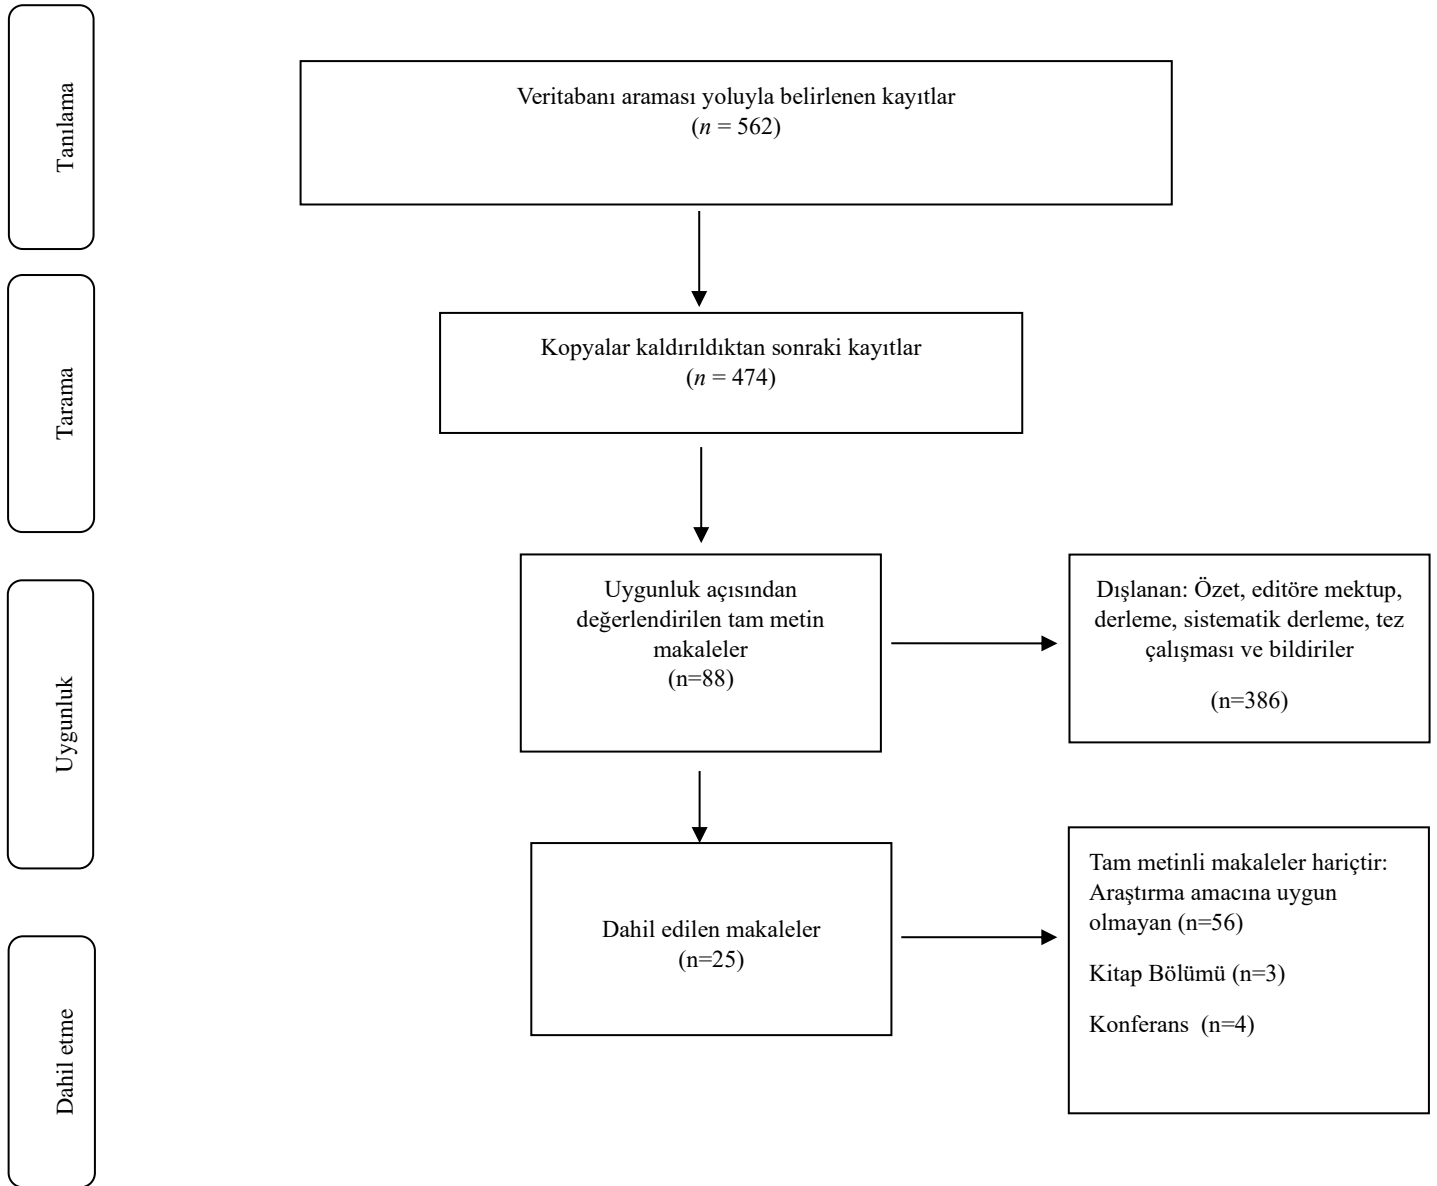 Tanılama
Veritabanı araması yoluyla belirlenen kayıtlar
(n = 562)
Tarama
Kopyalar kaldırıldıktan sonraki kayıtlar
(n = 474)
Uygunluk
Uygunluk açısından
değerlendirilen tam metin
makaleler
(n=88)
Dışlanan: Özet, editöre mektup,
derleme, sistematik derleme, tez
çalışması ve bildiriler
(n=386)
Dahil etme
Dahil edilen makaleler
(n=25)
Tam metinli makaleler hariçtir:
Araştırma amacına uygun
olmayan (n=56)
Kitap Bölümü (n=3)
Konferans (n=4)